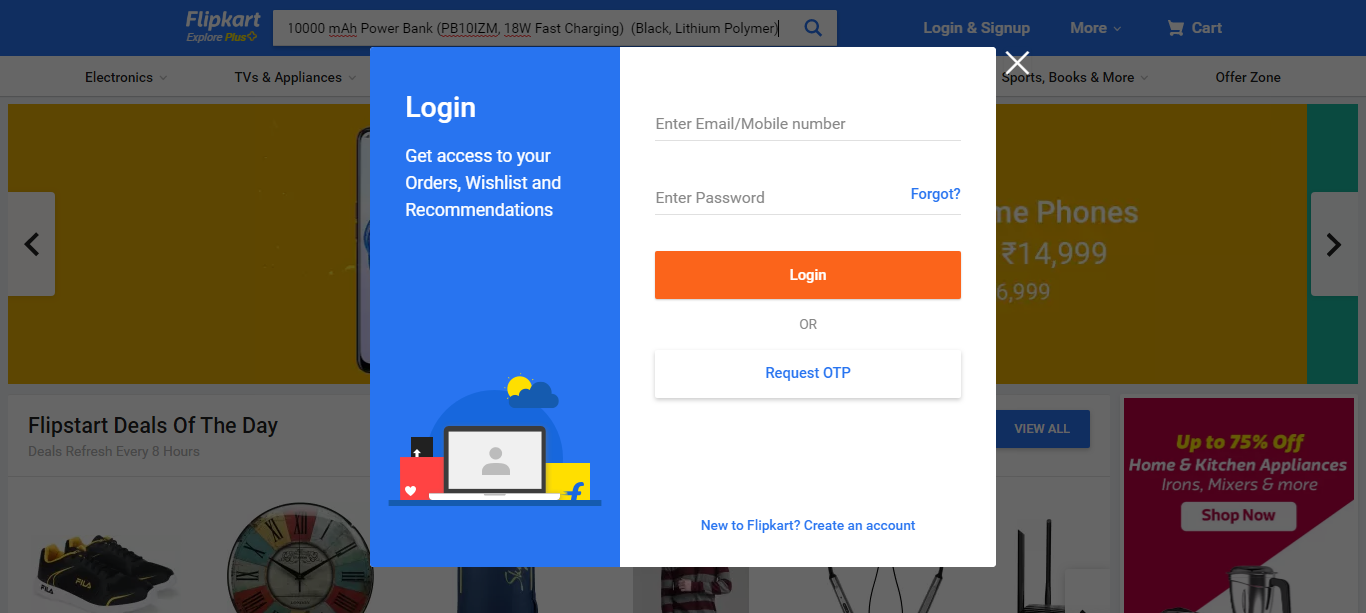 Flipkart
Explore Plus
10000 mAh Power Bank (PB10IZM, 18W Fast Charging) (Black, Lithium Polymer)
Login & Signup
More
Cart
Electronics
TVs & Appliances
Sports, Books & More
Offer Zone
Login
Get access to your
Orders, Wishlist and
Recommendations
Enter Email/Mobile number
Enter Password
Forgot?
Login
OR
Request OTP
New to Flipkart? Create an account
me Phones
₹14,999
6,999
Flipstart Deals Of The Day
Deals Refresh Every 8 Hours
VIEW ALL
Up to 75% Off
Home & Kitchen Appliances
Irons, Mixers & more
Shop Now
FILA